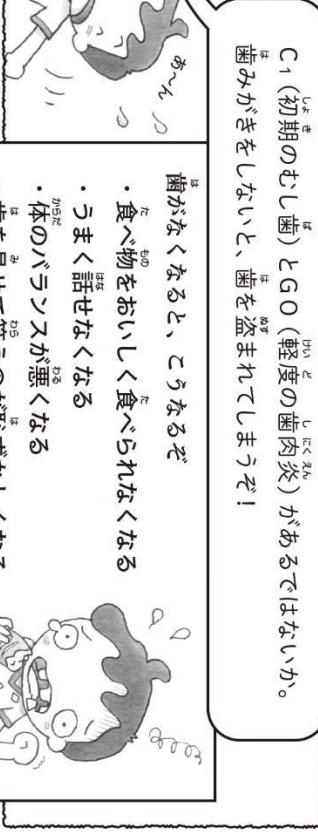 C₁（初期のむし歯）とGO（軽度の歯肉炎）があるではないか。
歯みがきをしないと、歯を盗まれてしまうぞ！
あ〜ん
歯がなくなると、こうなるぞ
・食べ物をおいしく食べられなくなる
・うまく話せなくなる
・体のバランスが悪くなる